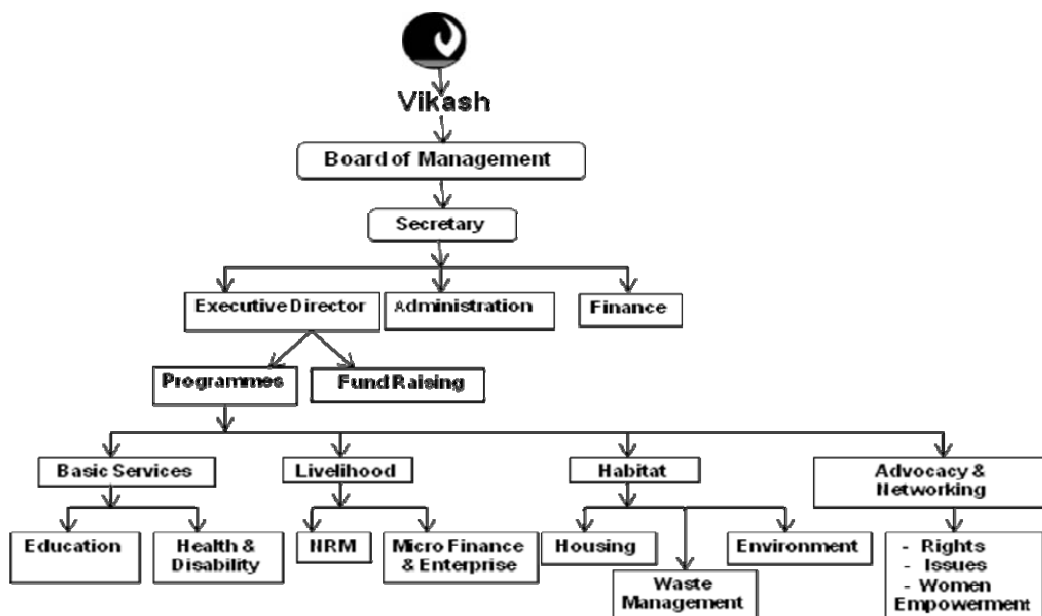 Vikash
Board of Management
Secretary
Executive Director
Administration
Finance
Programmes
Fund Raising
Basic Services
Livelihood
Habitat
Advocacy &
Networking
Education
Health &
Disability
NRM
Micro Finance
& Enterprise
Housing
Waste
Management
Environment
- Rights
- Issues
- Women
Empowerment